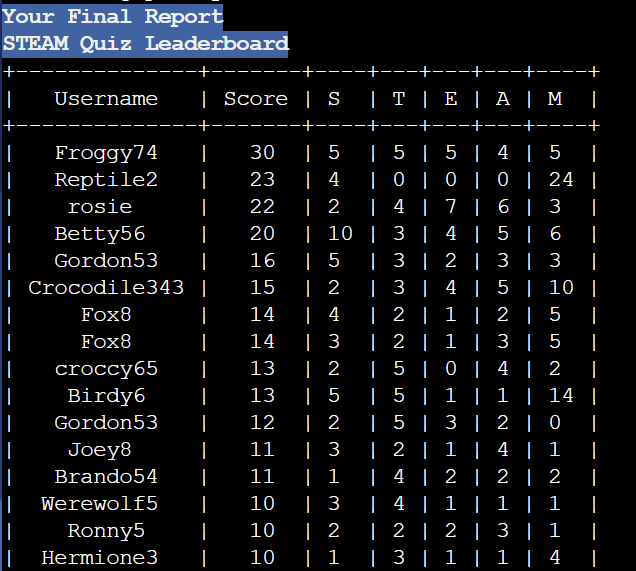 Your Final Report
STEAM Quiz Leaderboard
+--------------+-------+----+---+---+---+----+
| Username | Score | S | T | E | A | M |
+--------------+-------+----+---+---+---+----+
| Froggy74 | 30 | 5 | 5 | 5 | 4 | 5 |
| Reptile2 | 23 | 4 | 0 | 0 | 0 | 24 |
| rosie | 22 | 2 | 4 | 7 | 6 | 3 |
| Betty56 | 20 | 10 | 3 | 4 | 5 | 6 |
| Gordon53 | 16 | 5 | 3 | 2 | 3 | 3 |
| Crocodile343 | 15 | 2 | 3 | 4 | 5 | 10 |
| Fox8 | 14 | 4 | 2 | 1 | 2 | 5 |
| Fox8 | 14 | 3 | 2 | 1 | 3 | 5 |
| croccy65 | 13 | 2 | 5 | 0 | 4 | 2 |
| Birdy6 | 13 | 5 | 5 | 1 | 1 | 14 |
| Gordon53 | 12 | 2 | 5 | 3 | 2 | 0 |
| Joey8 | 11 | 3 | 2 | 1 | 4 | 1 |
| Brando54 | 11 | 1 | 4 | 2 | 2 | 2 |
| Werewolf5 | 10 | 3 | 4 | 1 | 1 | 1 |
| Ronny5 | 10 | 2 | 2 | 2 | 3 | 1 |
| Hermione3 | 10 | 1 | 3 | 1 | 1 | 4 |